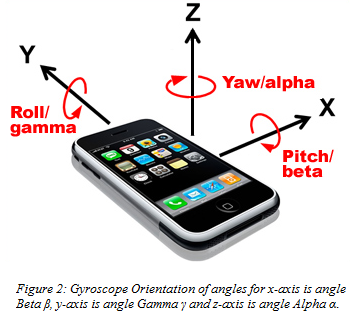 Z
Y
Yaw/alpha
Roll/
gamma
X
Pitch/
beta
Figure 2: Gyroscope Orientation of angles for x-axis is angle
Beta β, y-axis is angle Gamma γ and z-axis is angle Alpha α.